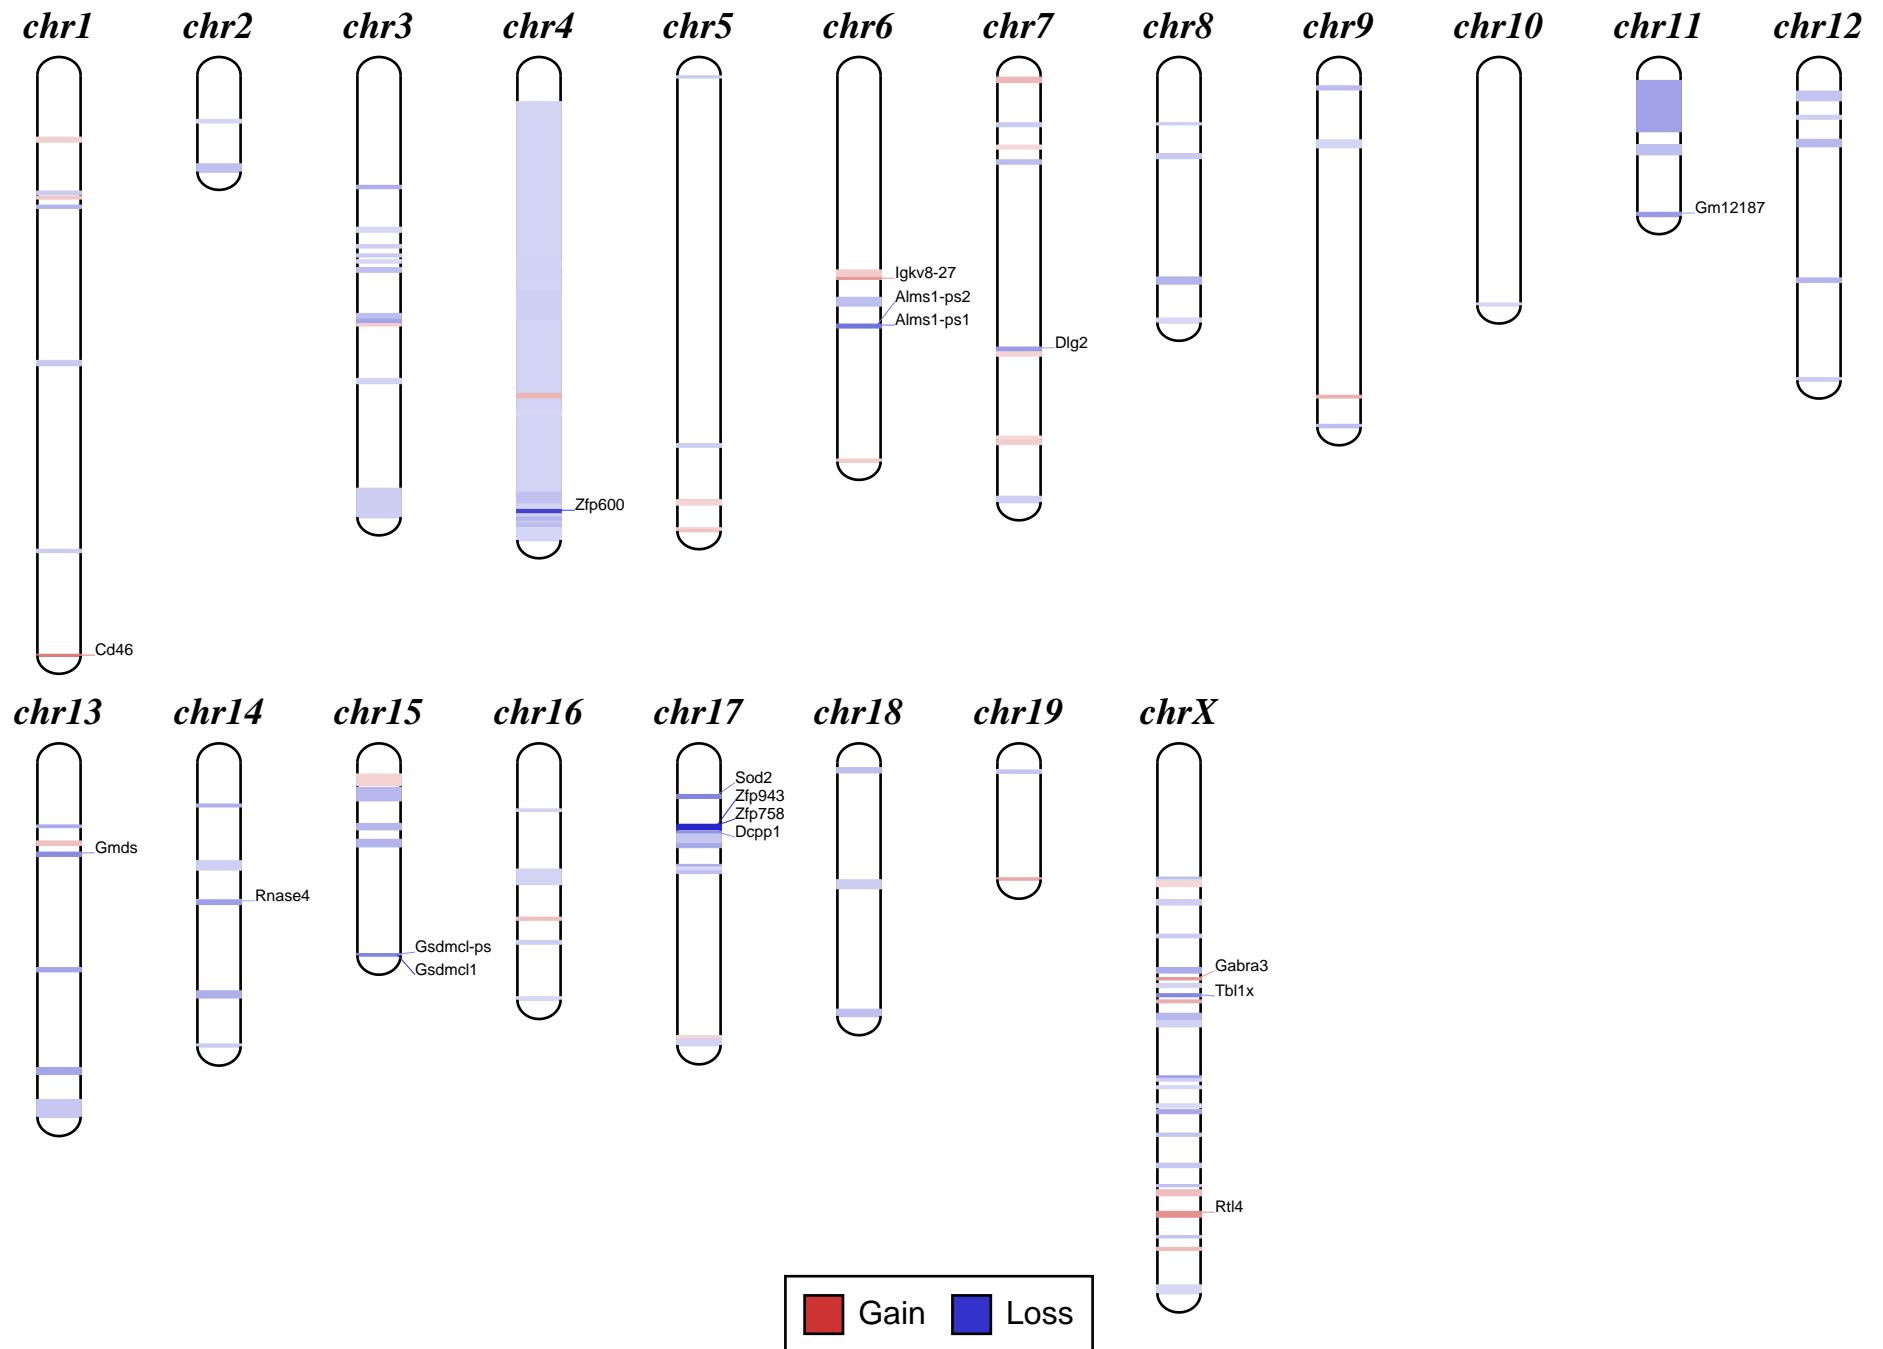 chr1 chr2 chr3 chr4 chr5 chr6 chr7 chr8 chr9 chr10 chr11 chr12
Gm12187
Igkv8-27
Alms1-ps2
Alms1-ps1
Dlg2
Zfp600
Cd46
chr13 chr14 chr15 chr16 chr17 chr18 chr19 chrX
Sod2
Zfp943
Zfp758
Dcpp1
Gmds
Rnase4
Gsdmcl-ps
Gsdmcl1
Gabra3
Tbl1x
Rtl4
Gain Loss